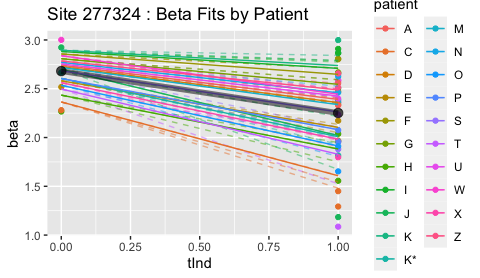 Site 277324 : Beta Fits by Patient
3.0
2.5
2.0
1.5
1.0
beta
0.00
0.25
0.50
0.75
1.00
tInd
patient
A
C
D
E
F
G
H
I
J
K
K*
M
N
O
P
S
T
U
W
X
Z